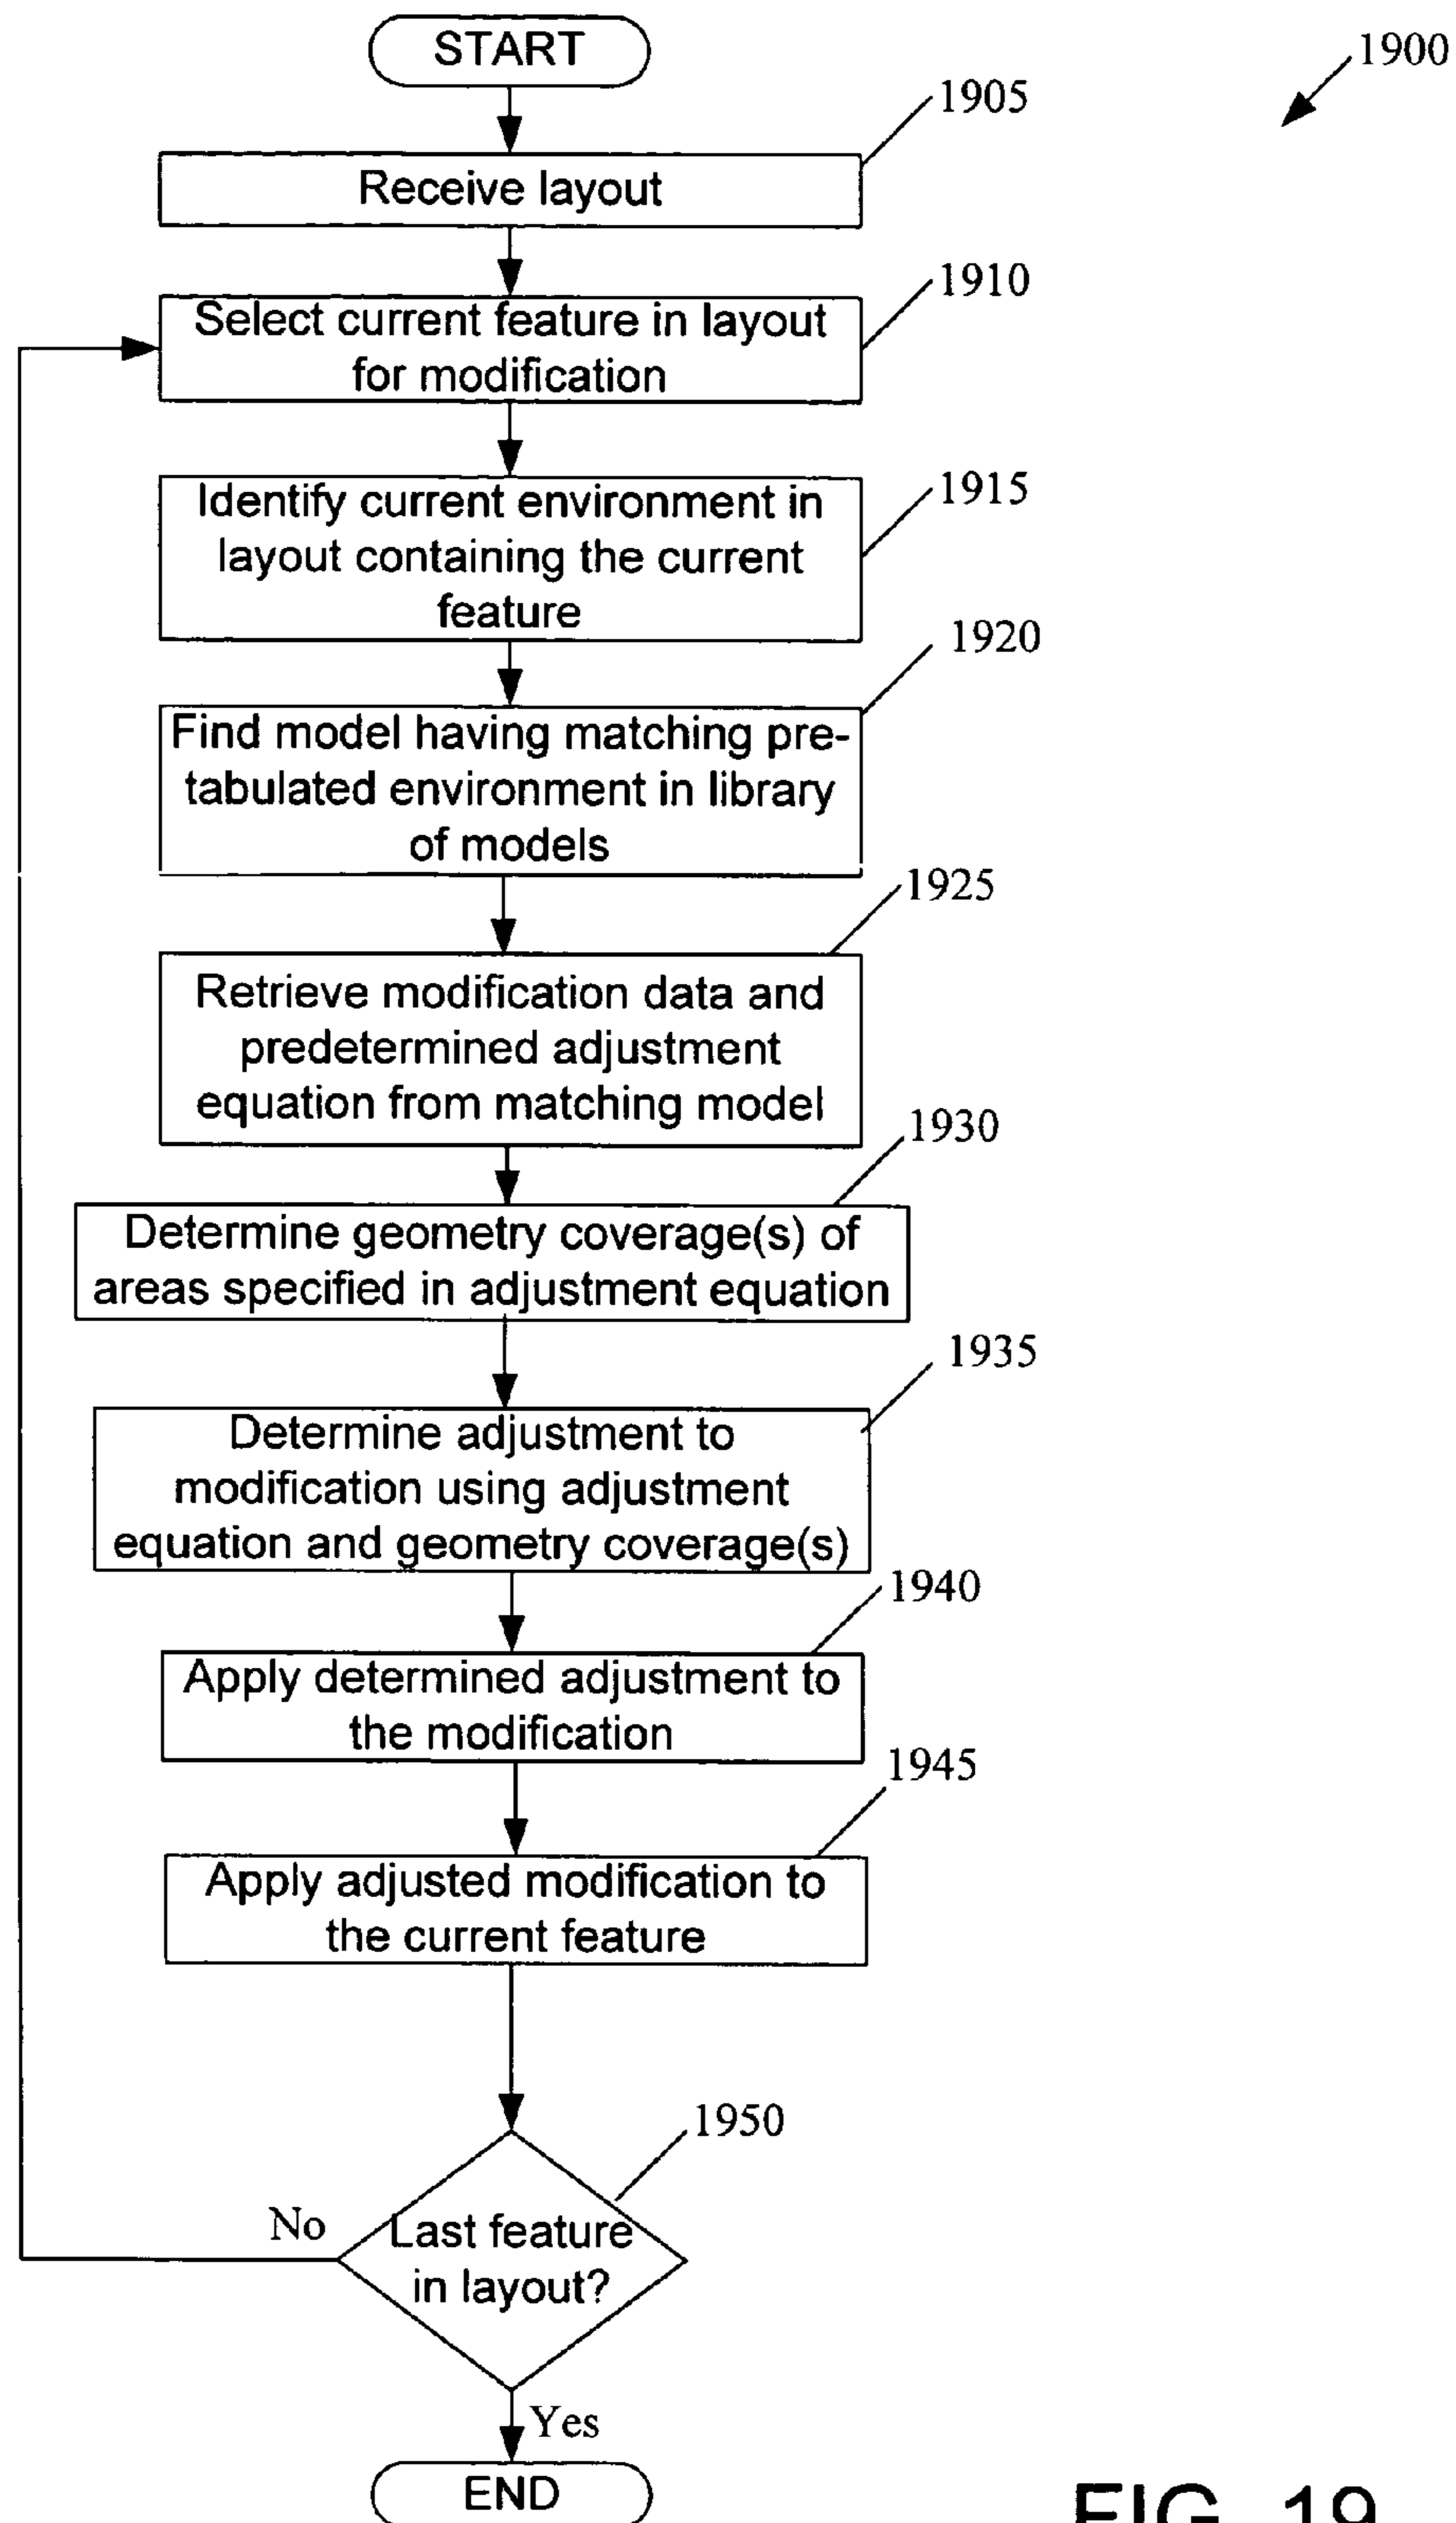 START
1900
1905
Receive layout
1910
Select current feature in layout
for modification
1915
Identify current environment in
layout containing the current
feature
1920
Find model having matching pre-
tabulated environment in library
of models
1925
Retrieve modification data and
predetermined adjustment
equation from matching model
1930
Determine geometry coverage(s) of
areas specified in adjustment equation
1935
Determine adjustment to
modification using adjustment
equation and geometry coverage(s)
1940
Apply determined adjustment to
the modification
1945
Apply adjusted modification to
the current feature
1950
No
Last feature
in layout?
Yes
END
FIG. 19